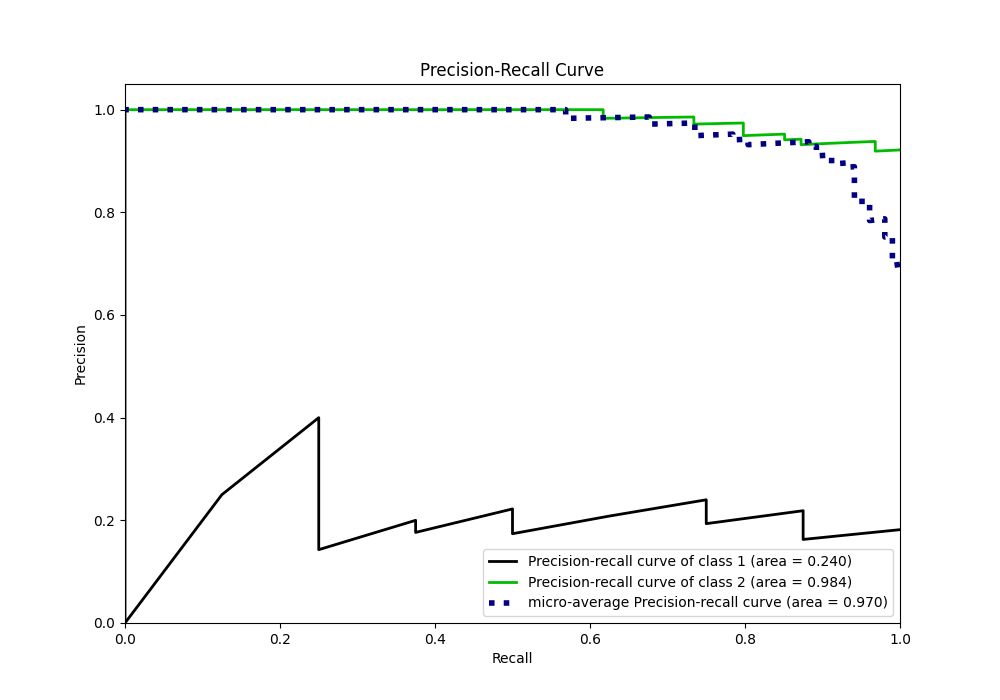 Precision-Recall Curve
1.0
0.8
0.6
0.4
0.2
0.0
Precision
0.0 0.2 0.4 0.6 0.8 1.0
Recall
Precision-recall curve of class 1 (area = 0.240)
Precision-recall curve of class 2 (area = 0.984)
micro-average Precision-recall curve (area = 0.970)